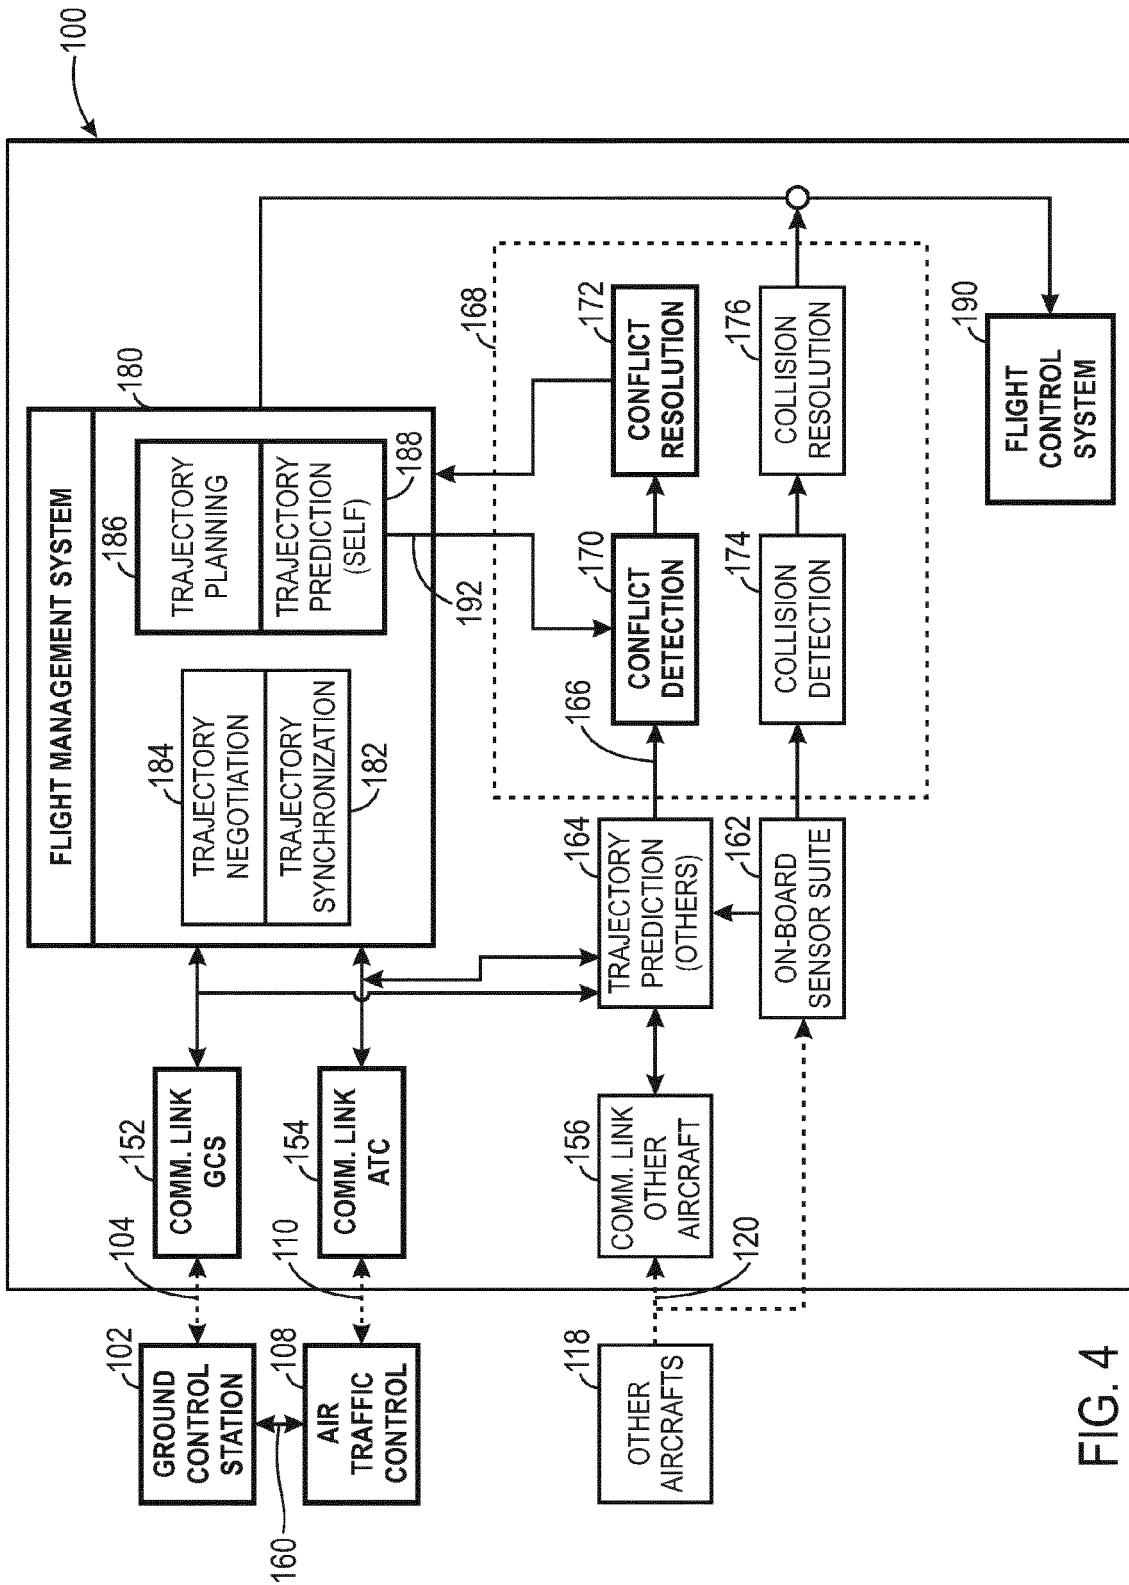 100
FLIGHT MANAGEMENT SYSTEM
180
184
TRAJECTORY
NEGOTIATION
TRAJECTORY
SYNCHRONIZATION
182
186
TRAJECTORY
PLANNING
TRAJECTORY
PREDICTION
(SELF)
188
192
102
GROUND
CONTROL
STATION
104
152
COMM. LINK
GCS
160
108
AIR
TRAFFIC
CONTROL
110
154
COMM. LINK
ATC
168
118
OTHER
AIRCRAFTS
120
156
COMM. LINK
OTHER
AIRCRAFT
164
TRAJECTORY
PREDICTION
(OTHERS)
166
170
CONFLICT
DETECTION
172
CONFLICT
RESOLUTION
162
ON-BOARD
SENSOR SUITE
174
COLLISION
DETECTION
176
COLLISION
RESOLUTION
190
FLIGHT
CONTROL
SYSTEM
FIG. 4